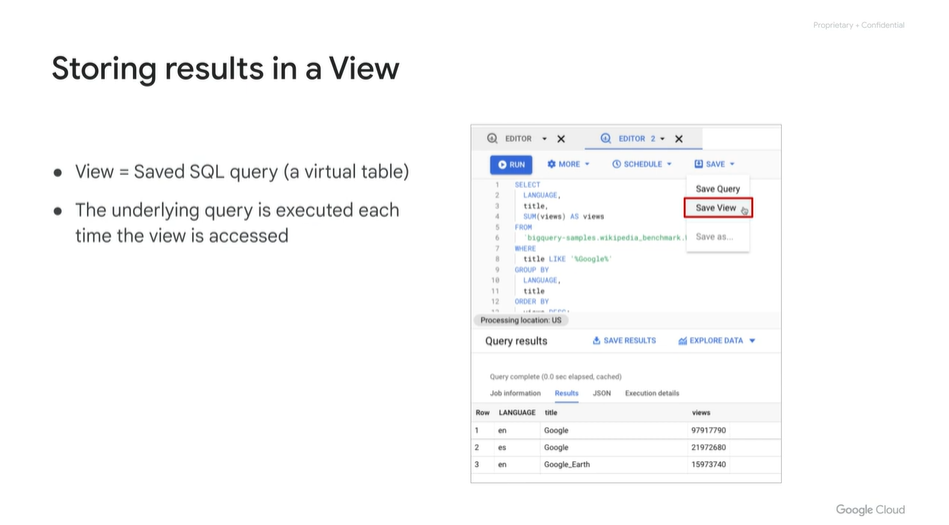 Proprietary + Confidential
Storing results in a View
● View = Saved SQL query (a virtual table)
● The underlying query is executed each
time the view is accessed
EDITOR
EDITOR 2
RUN MORE SCHEDULE SAVE
Save Query
Save View
Save as...
1 SELECT
2 LANGUAGE,
3 title,
4 SUM(views) AS views
5 FROM
6 `bigquery-samples.wikipedia_benchmark.
7 WHERE
8 title LIKE '%Google%'
9 GROUP BY
10 LANGUAGE,
11 title
12 ORDER BY
Processing location: US
Query results SAVE RESULTS EXPLORE DATA
Query complete (0.0 sec elapsed, cached)
Job information Results JSON Execution details
Row LANGUAGE title views
1 en Google 97917790
2 es Google 21972680
3 en Google_Earth 15973740
Google Cloud